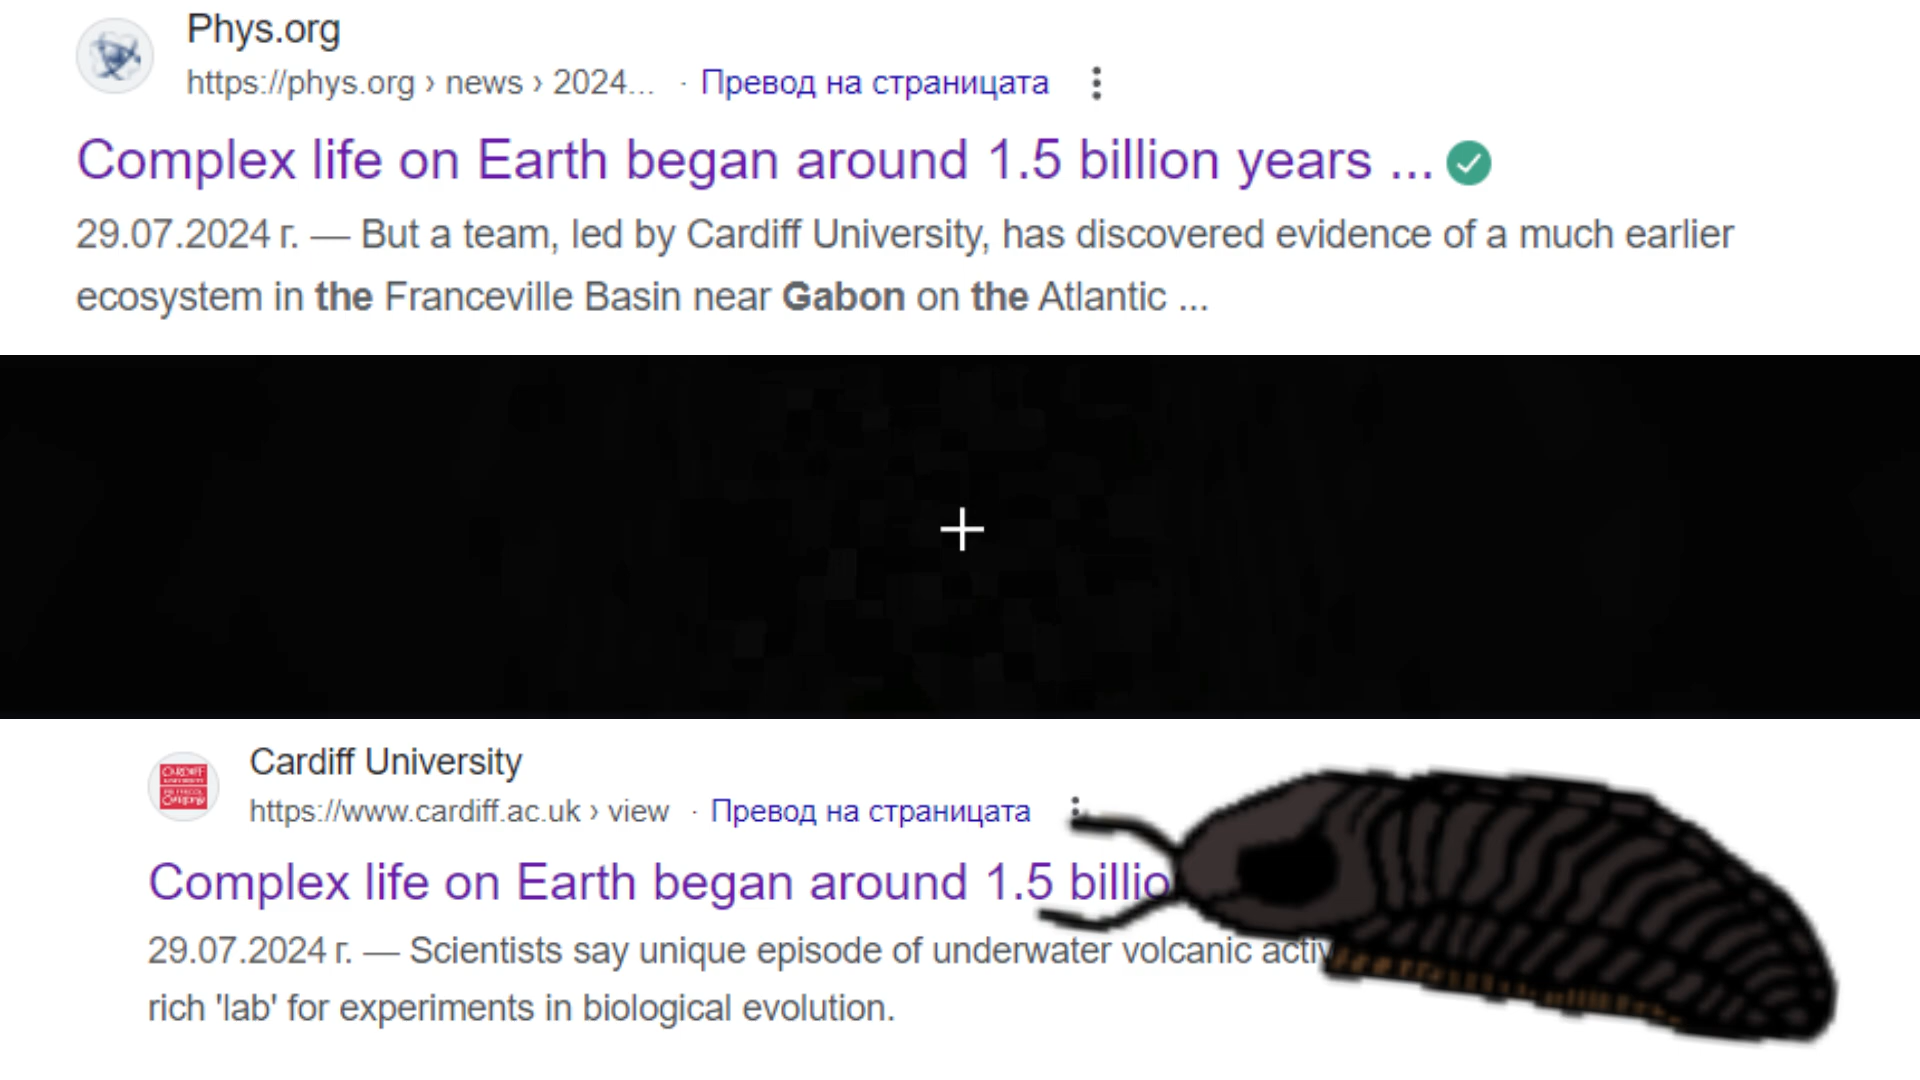 Phys.org
https://phys.org › news › 2024... · Превод на страницата
Complex life on Earth began around 1.5 billion years ...
29.07.2024 г. — But a team, led by Cardiff University, has discovered evidence of a much earlier
ecosystem in the Franceville Basin near Gabon on the Atlantic ...
Cardiff University
https://www.cardiff.ac.uk › view · Превод на страницата
Complex life on Earth began around 1.5 billio
29.07.2024 г. — Scientists say unique episode of underwater volcanic activ
rich 'lab' for experiments in biological evolution.